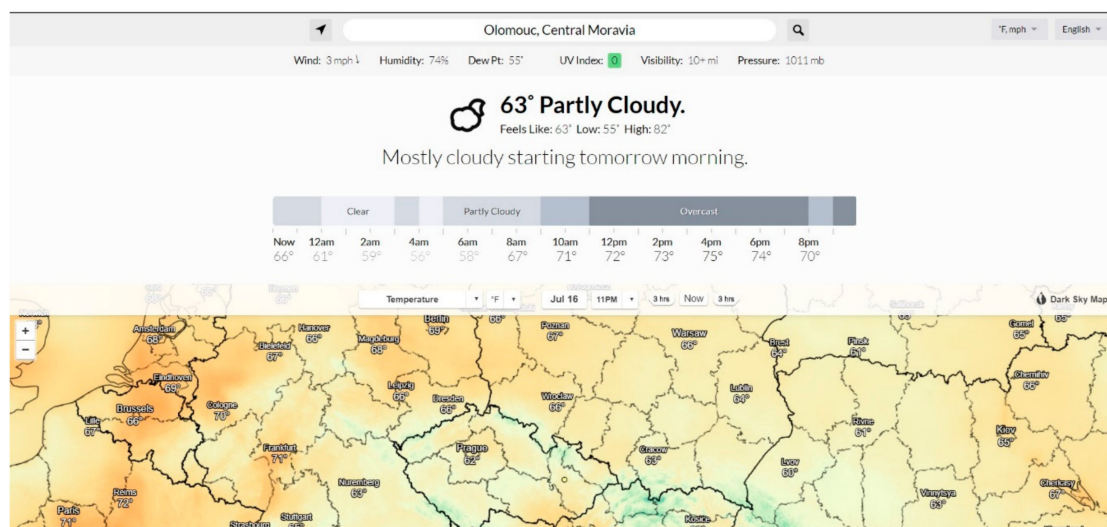 Olomouc, Central Moravia
°F, mph
English
Wind: 3 mph Humidity: 74% Dew Pt: 55° UV Index: 0 Visibility: 10+ mi Pressure: 1011 mb
63° Partly Cloudy.
Feels Like: 63° Low: 55° High: 82°
Mostly cloudy starting tomorrow morning.
Clear Partly Cloudy Overcast
Now 12am 2am 4am 6am 8am 10am 12pm 2pm 4pm 6pm 8pm
66° 61° 59° 56° 58° 67° 71° 72° 73° 75° 74° 70°
Temperature °F Jul 16 11PM 3 hrs Now 3 hrs
Dark Sky Map
+
−
Amsterdam
68°
Hanover
66°
Berlin
69°
Poznan
67°
Warsaw
66°
Brest
64°
Pinsk
61°
Gomel
65°
Bielefeld
67°
Magdeburg
68°
Eindhoven
69°
Leipzig
66°
Dresden
66°
Wroclaw
66°
Lublin
64°
Chernihiv
66°
Brussels
66°
Cologne
70°
Lille
67°
Rivne
61°
Kiev
65°
Frankfurt
71°
Prague
62°
Cracow
63°
Lvov
60°
Reims
72°
Nuremberg
63°
Vinnytsya
63°
Cherkasy
67°
Paris
71°
Stuttgart
Strasbourg
Košice